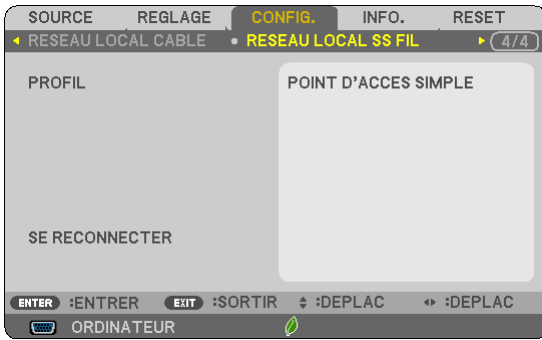 SOURCE REGLAGE CONFIG. INFO. RESET
RESEAU LOCAL CABLE RESEAU LOCAL SS FIL 4/4
PROFIL POINT D'ACCES SIMPLE
SE RECONNECTER
ENTER :ENTRER EXIT :SORTIR :DEPLAC :DEPLAC
ORDINATEUR